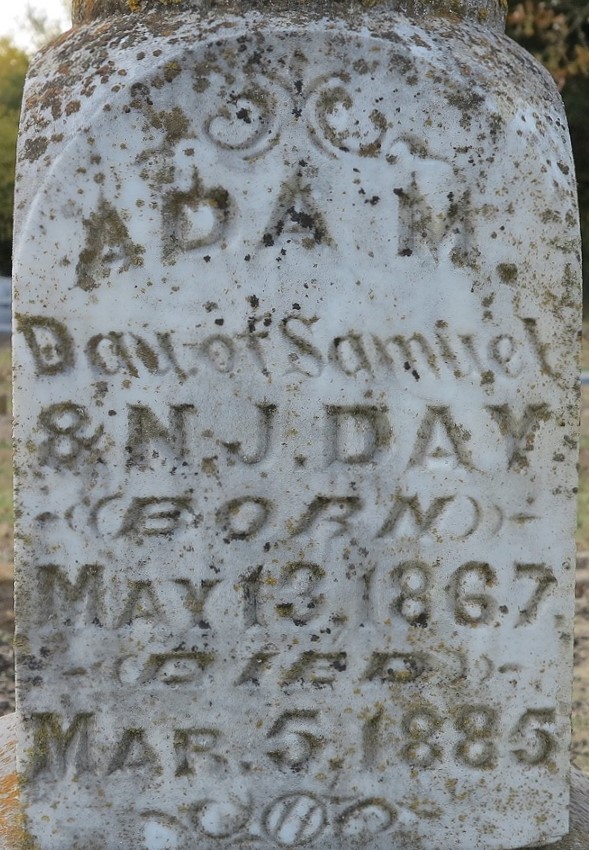 ADA M.
Dau. of Samuel
& N. J. DAY
BORN
MAY 13, 1867.
DIED
MAR. 5, 1885